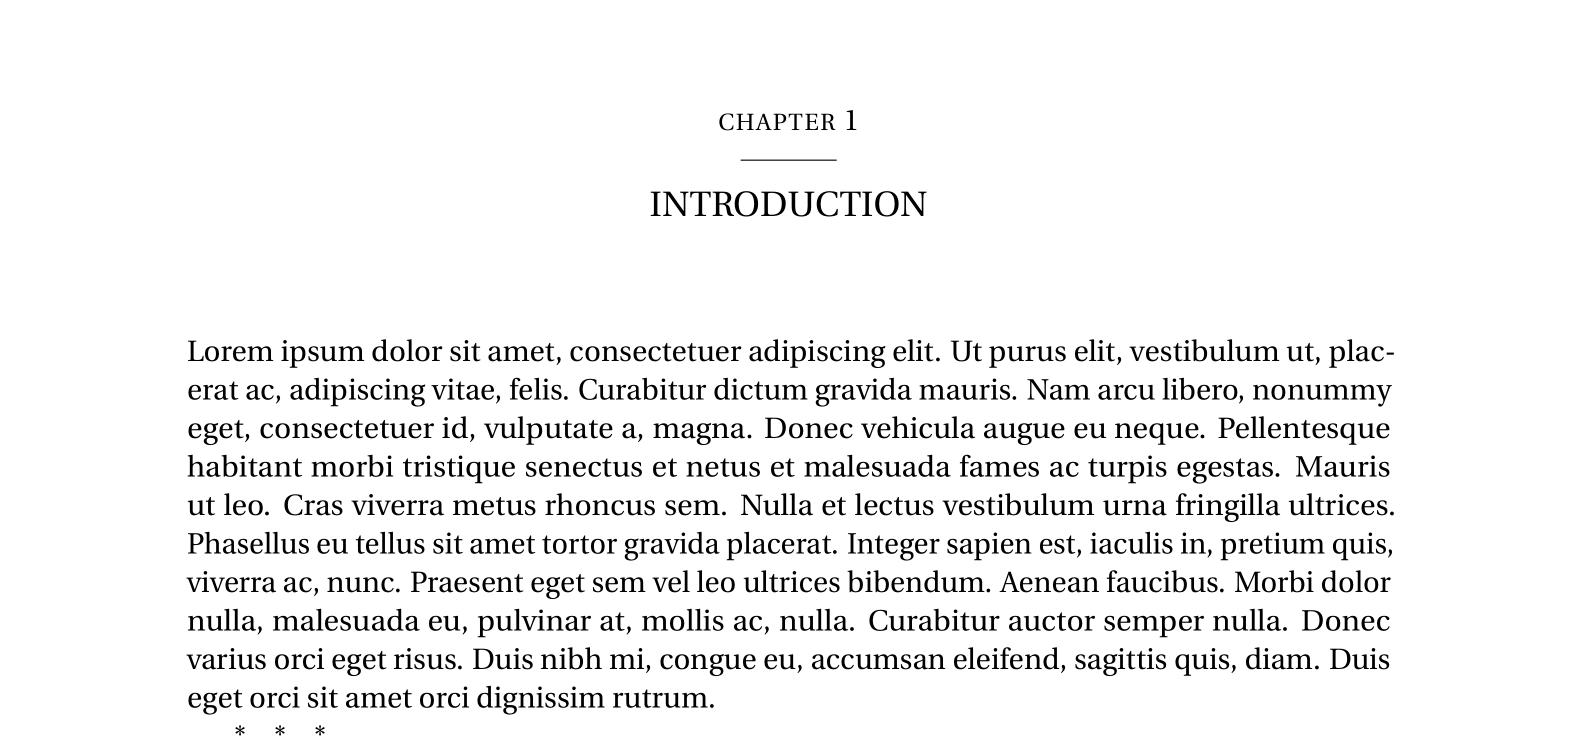 CHAPTER 1
INTRODUCTION
Lorem ipsum dolor sit amet, consectetuer adipiscing elit. Ut purus elit, vestibulum ut, plac-
erat ac, adipiscing vitae, felis. Curabitur dictum gravida mauris. Nam arcu libero, nonummy
eget, consectetuer id, vulputate a, magna. Donec vehicula augue eu neque. Pellentesque
habitant morbi tristique senectus et netus et malesuada fames ac turpis egestas. Mauris
ut leo. Cras viverra metus rhoncus sem. Nulla et lectus vestibulum urna fringilla ultrices.
Phasellus eu tellus sit amet tortor gravida placerat. Integer sapien est, iaculis in, pretium quis,
viverra ac, nunc. Praesent eget sem vel leo ultrices bibendum. Aenean faucibus. Morbi dolor
nulla, malesuada eu, pulvinar at, mollis ac, nulla. Curabitur auctor semper nulla. Donec
varius orci eget risus. Duis nibh mi, congue eu, accumsan eleifend, sagittis quis, diam. Duis
eget orci sit amet orci dignissim rutrum.
* * *